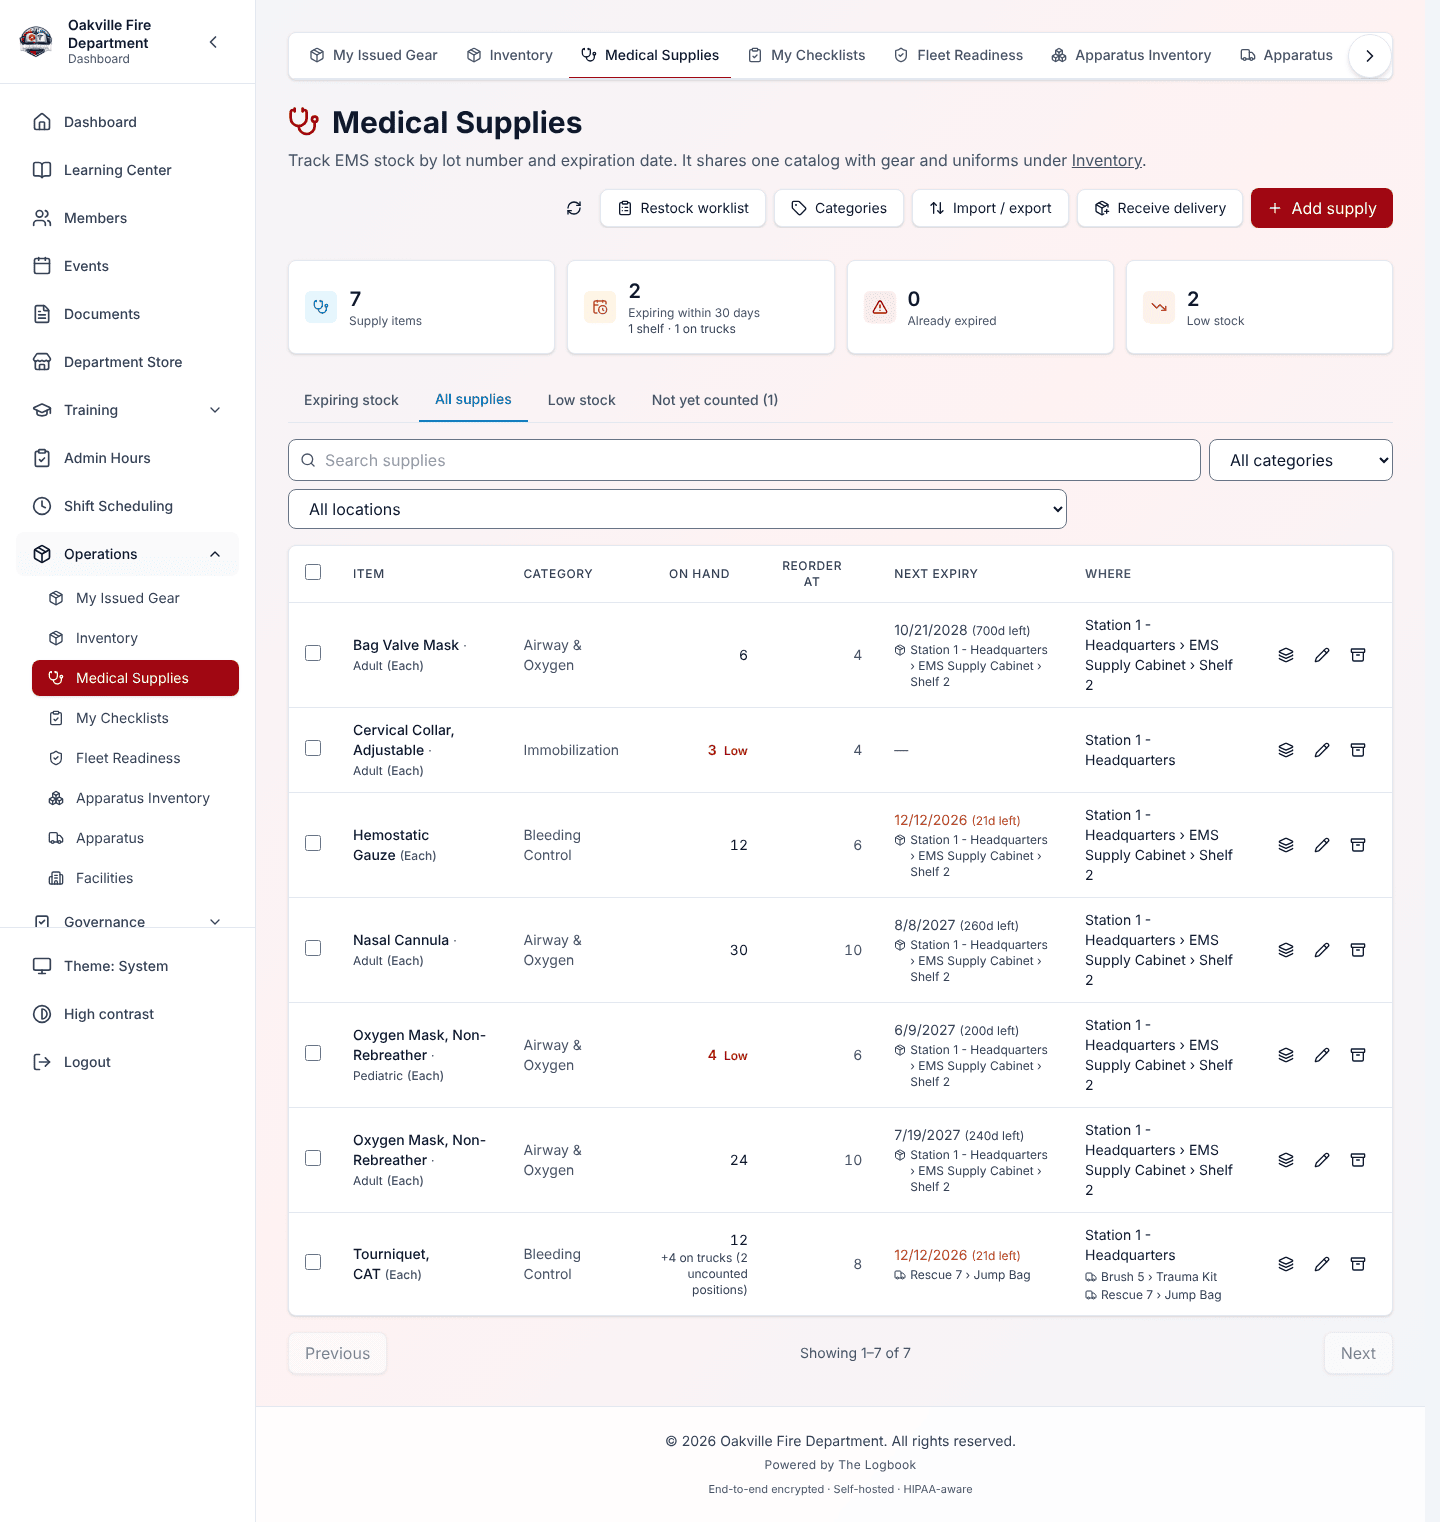 Oakville Fire
Department
Dashboard
Dashboard
Learning Center
Members
Events
Documents
Department Store
Training
Admin Hours
Shift Scheduling
Operations
My Issued Gear
Inventory
Medical Supplies
My Checklists
Fleet Readiness
Apparatus Inventory
Apparatus
Facilities
Governance
Theme: System
High contrast
Logout
My Issued Gear
Inventory
Medical Supplies
My Checklists
Fleet Readiness
Apparatus Inventory
Apparatus
Medical Supplies
Track EMS stock by lot number and expiration date. It shares one catalog with gear and uniforms under Inventory.
Restock worklist
Categories
Import / export
Receive delivery
Add supply
7
Supply items
2
Expiring within 30 days
1 shelf · 1 on trucks
0
Already expired
2
Low stock
Expiring stock
All supplies
Low stock
Not yet counted (1)
Search supplies
All categories
All locations
ITEM
CATEGORY
ON HAND
REORDER
AT
NEXT EXPIRY
WHERE
Bag Valve Mask ·
Adult (Each)
Airway &
Oxygen
6
4
10/21/2028 (700d left)
Station 1 - Headquarters
› EMS Supply Cabinet ›
Shelf 2
Station 1 -
Headquarters › EMS
Supply Cabinet › Shelf
2
Cervical Collar,
Adjustable ·
Adult (Each)
Immobilization
3 Low
4
—
Station 1 -
Headquarters
Hemostatic
Gauze (Each)
Bleeding
Control
12
6
12/12/2026 (21d left)
Station 1 - Headquarters
› EMS Supply Cabinet ›
Shelf 2
Station 1 -
Headquarters › EMS
Supply Cabinet › Shelf
2
Nasal Cannula ·
Adult (Each)
Airway &
Oxygen
30
10
8/8/2027 (260d left)
Station 1 - Headquarters
› EMS Supply Cabinet ›
Shelf 2
Station 1 -
Headquarters › EMS
Supply Cabinet › Shelf
2
Oxygen Mask, Non-
Rebreather ·
Pediatric (Each)
Airway &
Oxygen
4 Low
6
6/9/2027 (200d left)
Station 1 - Headquarters
› EMS Supply Cabinet ›
Shelf 2
Station 1 -
Headquarters › EMS
Supply Cabinet › Shelf
2
Oxygen Mask, Non-
Rebreather ·
Adult (Each)
Airway &
Oxygen
24
10
7/19/2027 (240d left)
Station 1 - Headquarters
› EMS Supply Cabinet ›
Shelf 2
Station 1 -
Headquarters › EMS
Supply Cabinet › Shelf
2
Tourniquet,
CAT (Each)
Bleeding
Control
12
+4 on trucks (2
uncounted
positions)
8
12/12/2026 (21d left)
Rescue 7 › Jump Bag
Station 1 -
Headquarters
Brush 5 › Trauma Kit
Rescue 7 › Jump Bag
Previous
Showing 1–7 of 7
Next
© 2026 Oakville Fire Department. All rights reserved.
Powered by The Logbook
End-to-end encrypted · Self-hosted · HIPAA-aware